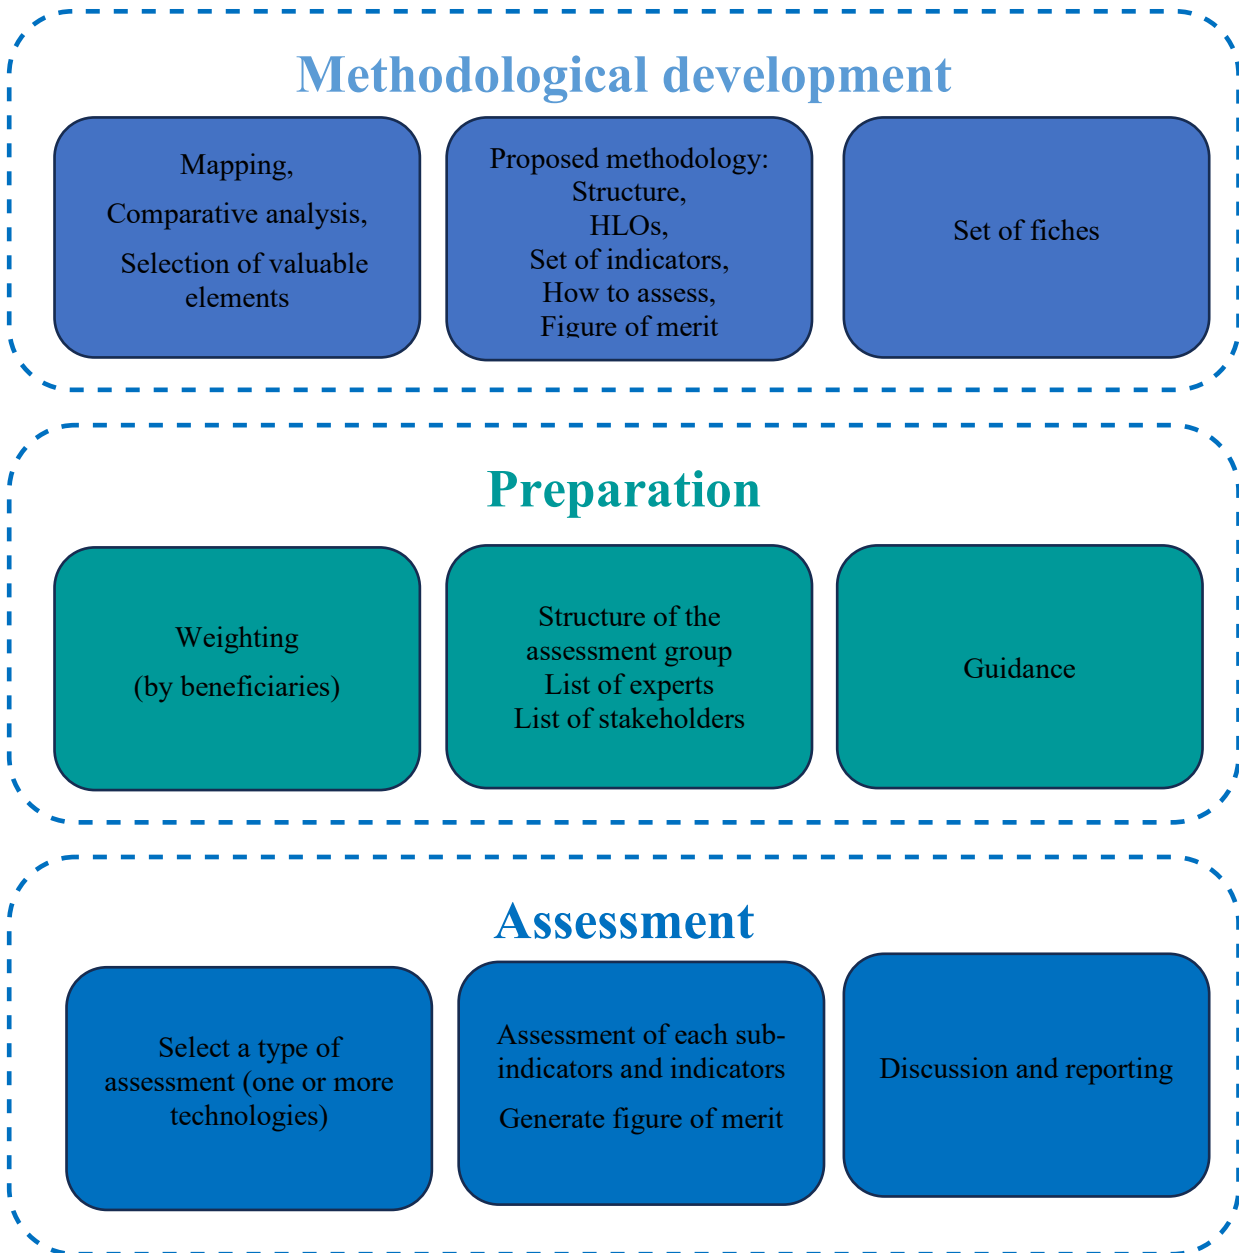 Methodological development
Mapping,
Comparative analysis,
Selection of valuable
elements
Proposed methodology:
Structure,
HLOs,
Set of indicators,
How to assess,
Figure of merit
Set of fiches
Preparation
Weighting
(by beneficiaries)
Structure of the
assessment group
List of experts
List of stakeholders
Guidance
Assessment
Select a type of
assessment (one or more
technologies)
Assessment of each sub-
indicators and indicators
Generate figure of merit
Discussion and reporting